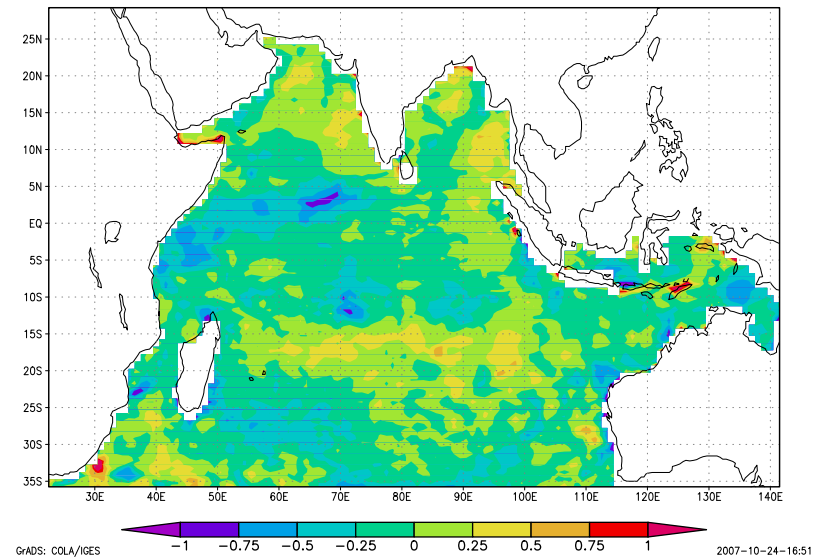 25N
20N
15N
10N
5N
EQ
5S
10S
15S
20S
25S
30S
35S
30E 40E 50E 60E 70E 80E 90E 100E 110E 120E 130E 140E
-1 -0.75 -0.5 -0.25 0 0.25 0.5 0.75 1
GrADS: COLA/IGES 2007-10-24-16:51